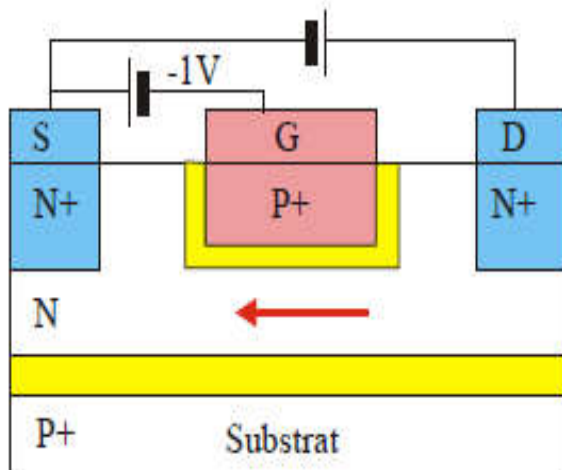 -1V
S G D
N+ P+ N+
N
P+ Substrat